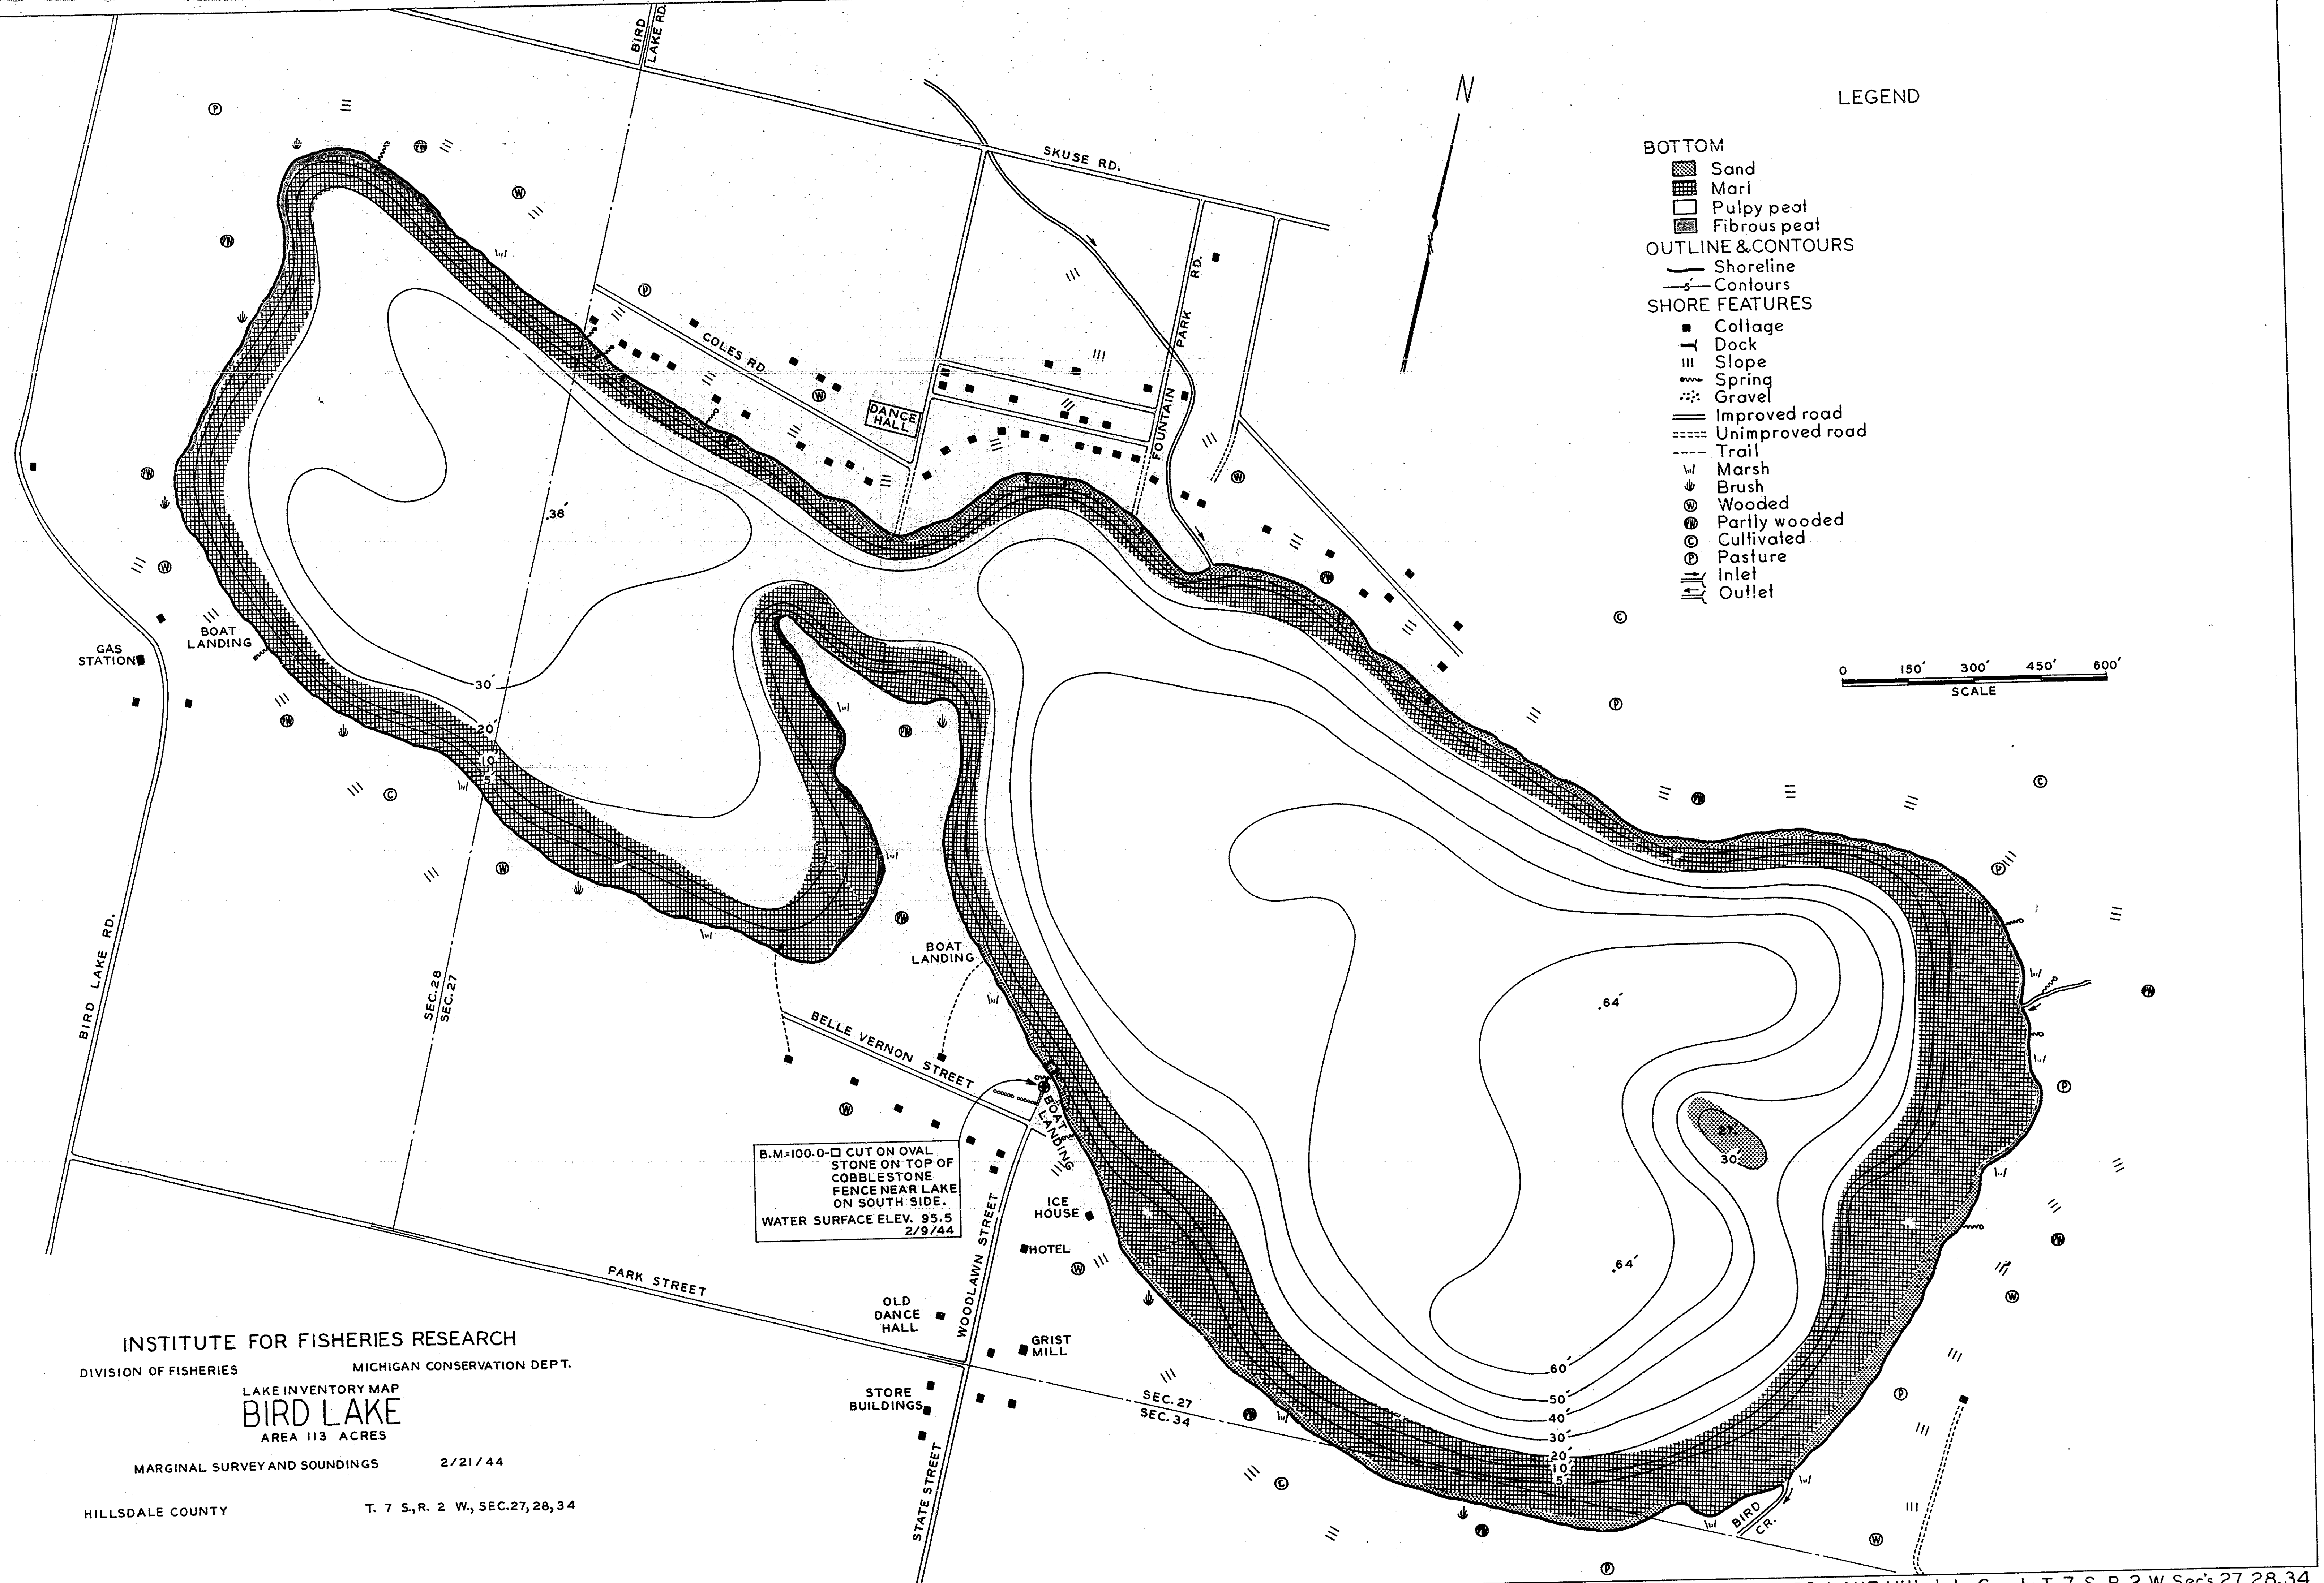 BIRD
LAKE RD.
N
SKUSE RD.
LEGEND
BOTTOM
Sand
Marl
Pulpy peat
Fibrous peat
OUTLINE & CONTOURS
Shoreline
5' Contours
SHORE FEATURES
Cottage
Dock
Slope
Spring
Gravel
Improved road
Unimproved road
Trail
Marsh
Brush
W Wooded
PW Partly wooded
C Cultivated
P Pasture
Inlet
Outlet
0 150' 300' 450' 600'
SCALE
COLES RD.
DANCE
HALL
FOUNTAIN PARK RD.
.38'
BOAT
LANDING
GAS
STATION
30'
20'
10'
5'
BIRD LAKE RD.
SEC. 28
SEC. 27
BOAT
LANDING
BELLE VERNON STREET
BOAT
LANDING
.64'
27'
30'
.64'
B.M.=100.0-□ CUT ON OVAL
STONE ON TOP OF
COBBLESTONE
FENCE NEAR LAKE
ON SOUTH SIDE.
WATER SURFACE ELEV. 95.5
2/9/44
ICE
HOUSE
HOTEL
WOODLAWN STREET
PARK STREET
OLD
DANCE
HALL
GRIST
MILL
STORE
BUILDINGS
STATE STREET
SEC. 27
SEC. 34
60'
50'
40'
30'
20'
10'
5'
BIRD
CR.
INSTITUTE FOR FISHERIES RESEARCH
DIVISION OF FISHERIES MICHIGAN CONSERVATION DEPT.
LAKE INVENTORY MAP
BIRD LAKE
AREA 113 ACRES
MARGINAL SURVEY AND SOUNDINGS 2/21/44
HILLSDALE COUNTY T. 7 S., R. 2 W., SEC. 27, 28, 34
T. 7 S. R. 2 W. Sec's 27, 28, 34